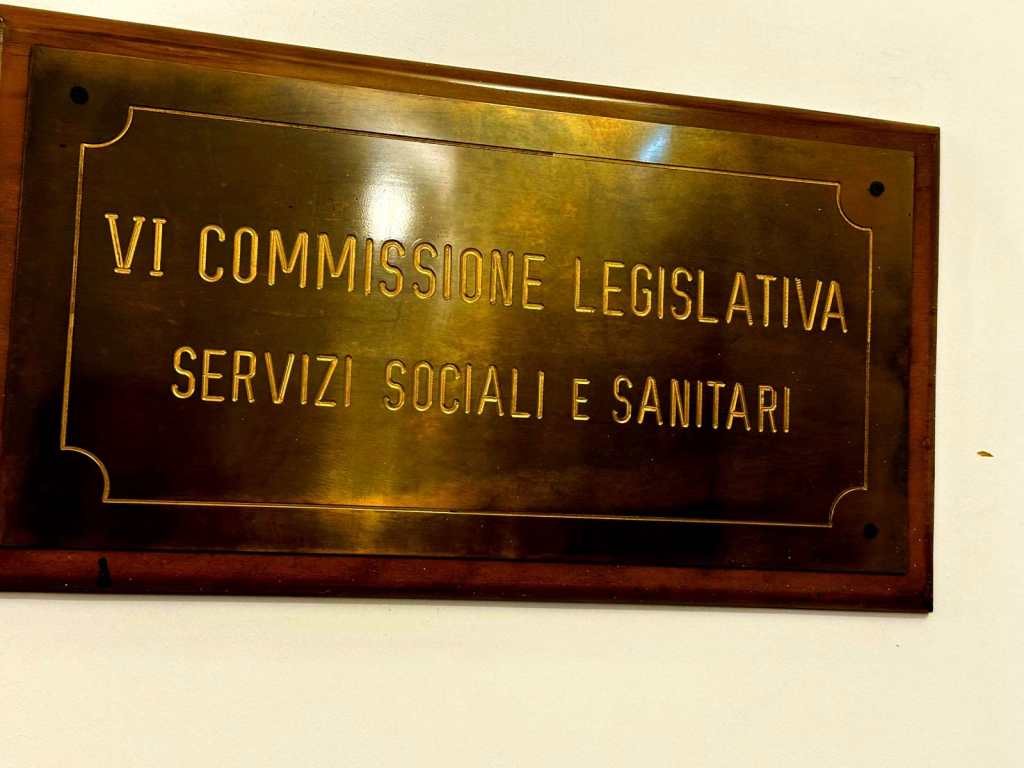 VI COMMISSIONE LEGISLATIVA
SERVIZI SOCIALI E SANITARI